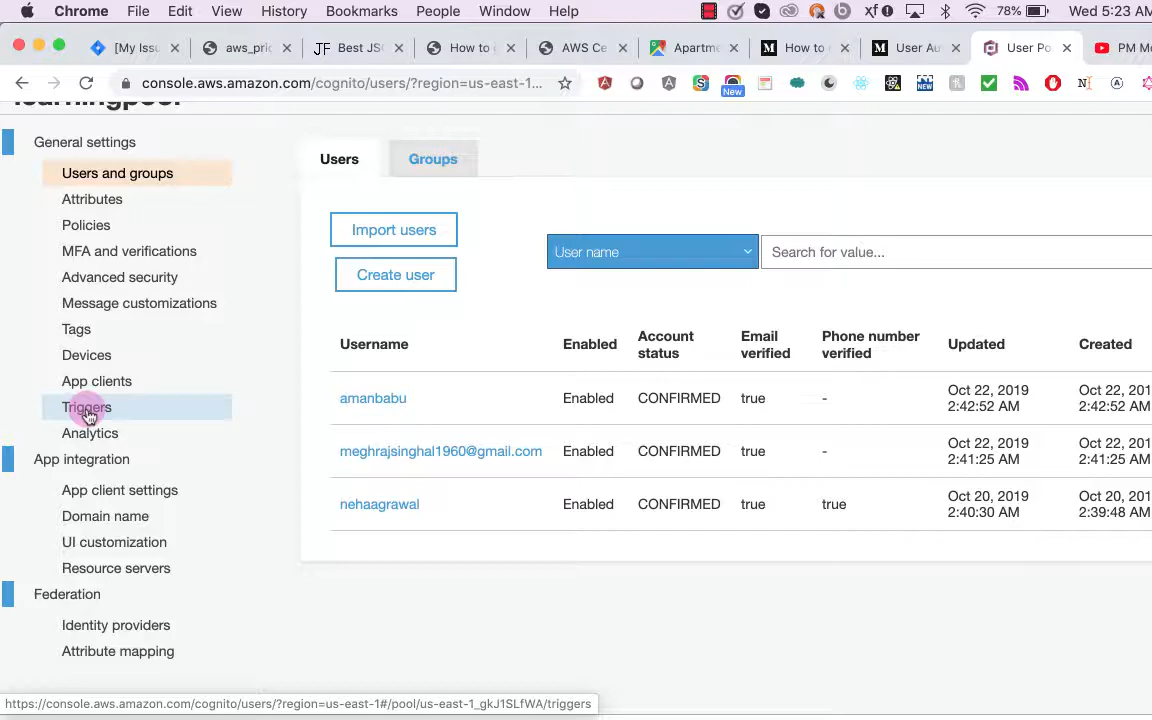 Chrome File Edit View History Bookmarks People Window Help 78% Wed 5:23 AM
[My Iss aws_pric JF Best JS How to AWS Ce Apartme How to User Au User Po PM M
console.aws.amazon.com/cognito/users/?region=us-east-1... New NEW
learningpool
General settings
Users and groups
Attributes
Policies
MFA and verifications
Advanced security
Message customizations
Tags
Devices
App clients
Triggers
Analytics
App integration
App client settings
Domain name
UI customization
Resource servers
Federation
Identity providers
Attribute mapping
Users Groups
Import users
Create user
User name Search for value...
Username Enabled Account status Email verified Phone number verified Updated Created
amanbabu Enabled CONFIRMED true - Oct 22, 2019 2:42:52 AM Oct 22, 201 2:42:52 AM
meghrajsinghal1960@gmail.com Enabled CONFIRMED true - Oct 22, 2019 2:41:25 AM Oct 22, 201 2:41:25 AM
nehaagrawal Enabled CONFIRMED true true Oct 20, 2019 2:40:30 AM Oct 20, 201 2:39:48 AM
https://console.aws.amazon.com/cognito/users/?region=us-east-1#/pool/us-east-1_gkJ1SLfWA/triggers